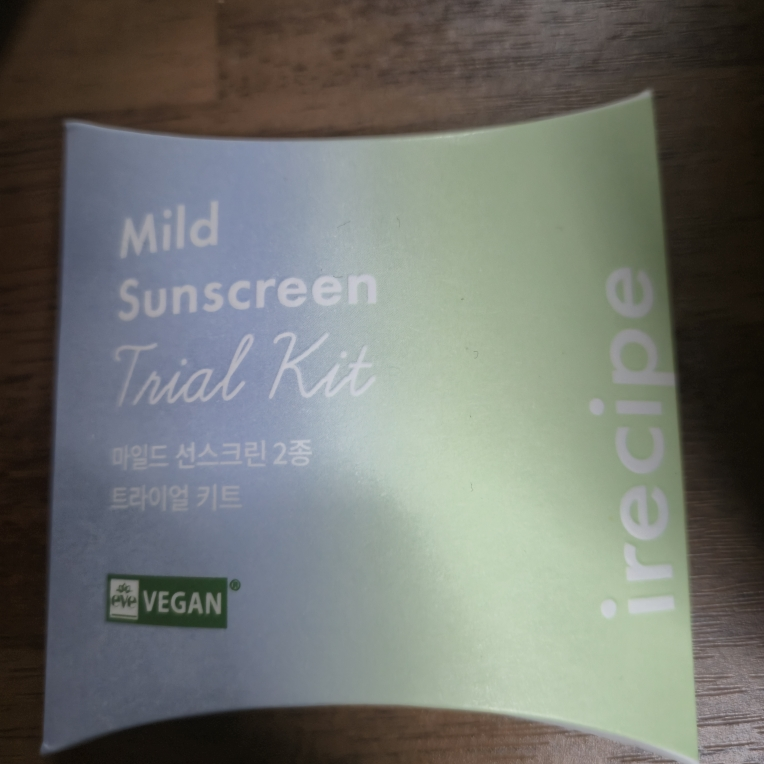 Mild
Sunscreen
Trial Kit
마일드 선스크린 2종
트라이얼 키트
eve VEGAN®
irecipe